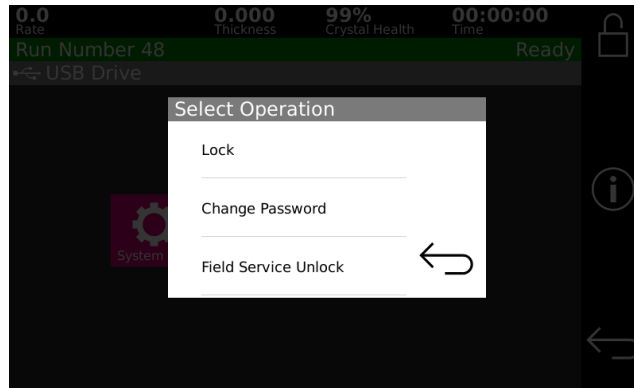 0.0 0.000 99% 00:00:00
Rate Thickness Crystal Health Time
Run Number 48 Ready
USB Drive
Select Operation
Lock
Change Password
System
Field Service Unlock